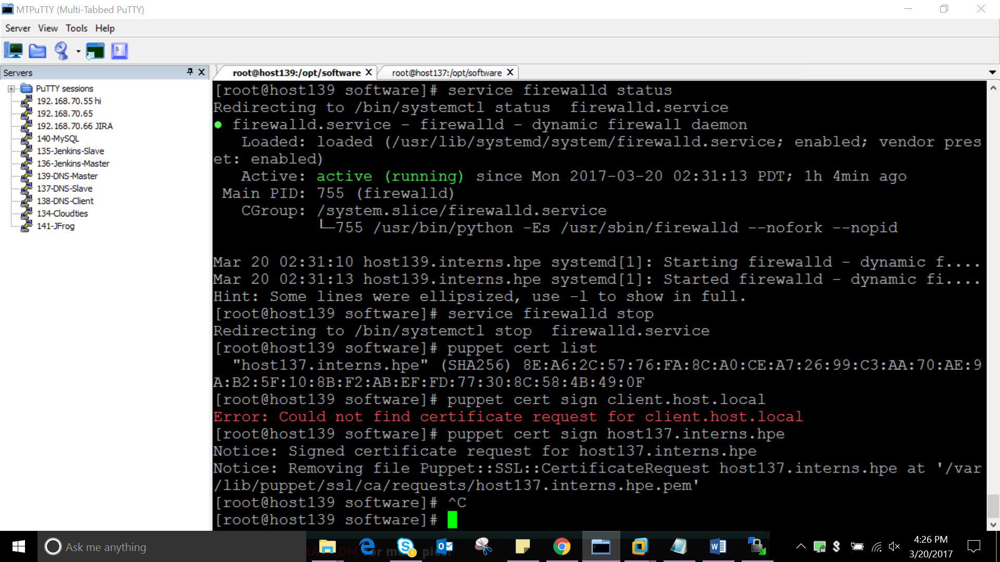 MTPuTTY (Multi-Tabbed PuTTY)
Server View Tools Help
Servers
PuTTY sessions
192.168.70.55 hi
192.168.70.65
192.168.70.66 JIRA
140-MySQL
135-Jenkins-Slave
136-Jenkins-Master
139-DNS-Master
137-DNS-Slave
138-DNS-Client
134-Cloudties
141-JFrog
root@host139:/opt/software root@host137:/opt/software
[root@host139 software]# service firewalld status
Redirecting to /bin/systemctl status  firewalld.service
● firewalld.service - firewalld - dynamic firewall daemon
   Loaded: loaded (/usr/lib/systemd/system/firewalld.service; enabled; vendor pres
et: enabled)
   Active: active (running) since Mon 2017-03-20 02:31:13 PDT; 1h 4min ago
 Main PID: 755 (firewalld)
   CGroup: /system.slice/firewalld.service
           └─755 /usr/bin/python -Es /usr/sbin/firewalld --nofork --nopid
Mar 20 02:31:10 host139.interns.hpe systemd[1]: Starting firewalld - dynamic f....
Mar 20 02:31:13 host139.interns.hpe systemd[1]: Started firewalld - dynamic fi....
Hint: Some lines were ellipsized, use -l to show in full.
[root@host139 software]# service firewalld stop
Redirecting to /bin/systemctl stop  firewalld.service
[root@host139 software]# puppet cert list
  "host137.interns.hpe" (SHA256) 8E:A6:2C:57:76:FA:8C:A0:CE:A7:26:99:C3:AA:70:AE:9
A:B2:5F:10:8B:F2:AB:EF:FD:77:30:8C:58:4B:49:0F
[root@host139 software]# puppet cert sign client.host.local
Error: Could not find certificate request for client.host.local
[root@host139 software]# puppet cert sign host137.interns.hpe
Notice: Signed certificate request for host137.interns.hpe
Notice: Removing file Puppet::SSL::CertificateRequest host137.interns.hpe at '/var
/lib/puppet/ssl/ca/requests/host137.interns.hpe.pem'
[root@host139 software]# ^C
[root@host139 software]#
Ask me anything
4:26 PM
3/20/2017